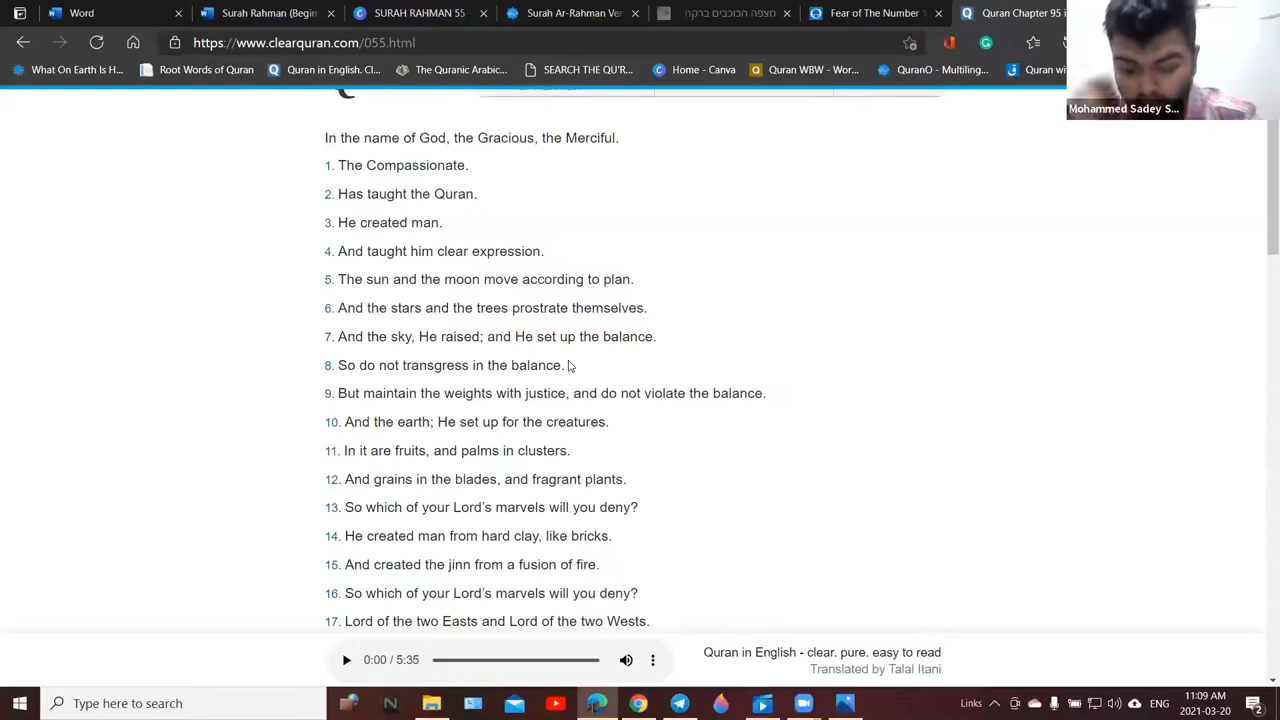 Word
Surah Rahman (Begin
SURAH RAHMAN 55
Surah Ar-Rahman Ve
מצפה הכוכבים ברקת
Fear Of The Number
Quran Chapter 95 i
https://www.clearquran.com/055.html
What On Earth Is H...
Root Words of Quran
Quran in English. Cl...
The Quranic Arabic...
SEARCH THE QU'R...
Home - Canva
Quran WBW - Wor...
QuranO - Multiling...
Quran wi
Mohammed Sadey S...
In the name of God, the Gracious, the Merciful.
1. The Compassionate.
2. Has taught the Quran.
3. He created man.
4. And taught him clear expression.
5. The sun and the moon move according to plan.
6. And the stars and the trees prostrate themselves.
7. And the sky, He raised; and He set up the balance.
8. So do not transgress in the balance.
9. But maintain the weights with justice, and do not violate the balance.
10. And the earth; He set up for the creatures.
11. In it are fruits, and palms in clusters.
12. And grains in the blades, and fragrant plants.
13. So which of your Lord’s marvels will you deny?
14. He created man from hard clay, like bricks.
15. And created the jinn from a fusion of fire.
16. So which of your Lord’s marvels will you deny?
17. Lord of the two Easts and Lord of the two Wests.
0:00 / 5:35
Quran in English - clear. pure. easy to read
Translated by Talal Itani
Type here to search
Links
ENG
11:09 AM
2021-03-20
2